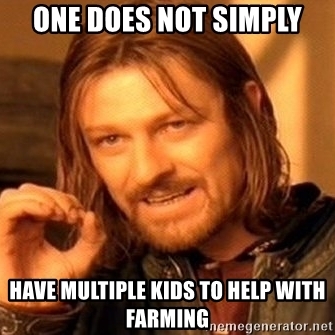 ONE DOES NOT SIMPLY
HAVE MULTIPLE KIDS TO HELP WITH
FARMING
memegenerator.net